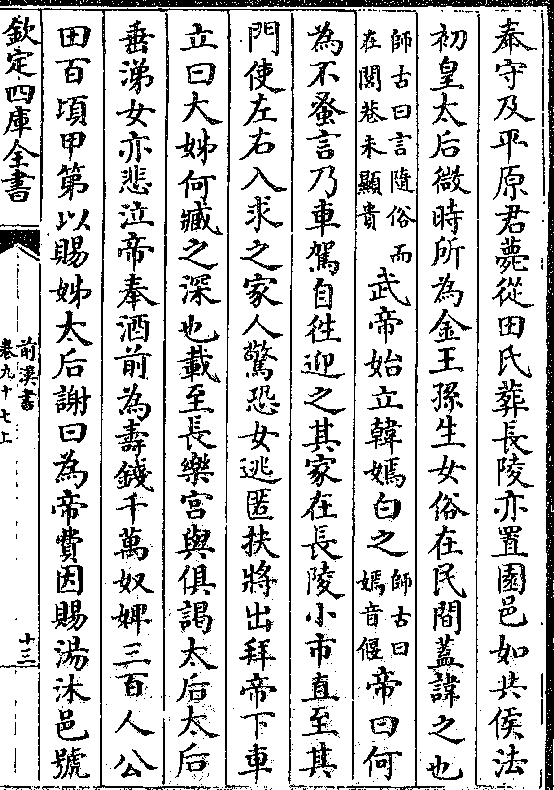 奉守及平原君薨從田氏葬長陵亦置園邑如共侯法
初皇太后微時所為金王孫生女俗在民間蓋諱之也
師古曰言隨俗而
在閭巷未顯貴
武帝始立韓嫣白之
師古曰
嫣音偃
帝曰何
為不蚤言乃車駕自往迎之其家在長陵小市直至其
門使左右入求之家人驚恐女逃匿扶將出拜帝下車
立曰大姊何藏之深也載至長樂宮與俱謁太后太后
垂涕女亦悲泣帝奉酒前為壽錢千萬奴婢三百人公
田百頃甲第以賜姊太后謝曰為帝費因賜湯沐邑號
欽定四庫全書
前漢書
卷九十七上
十三